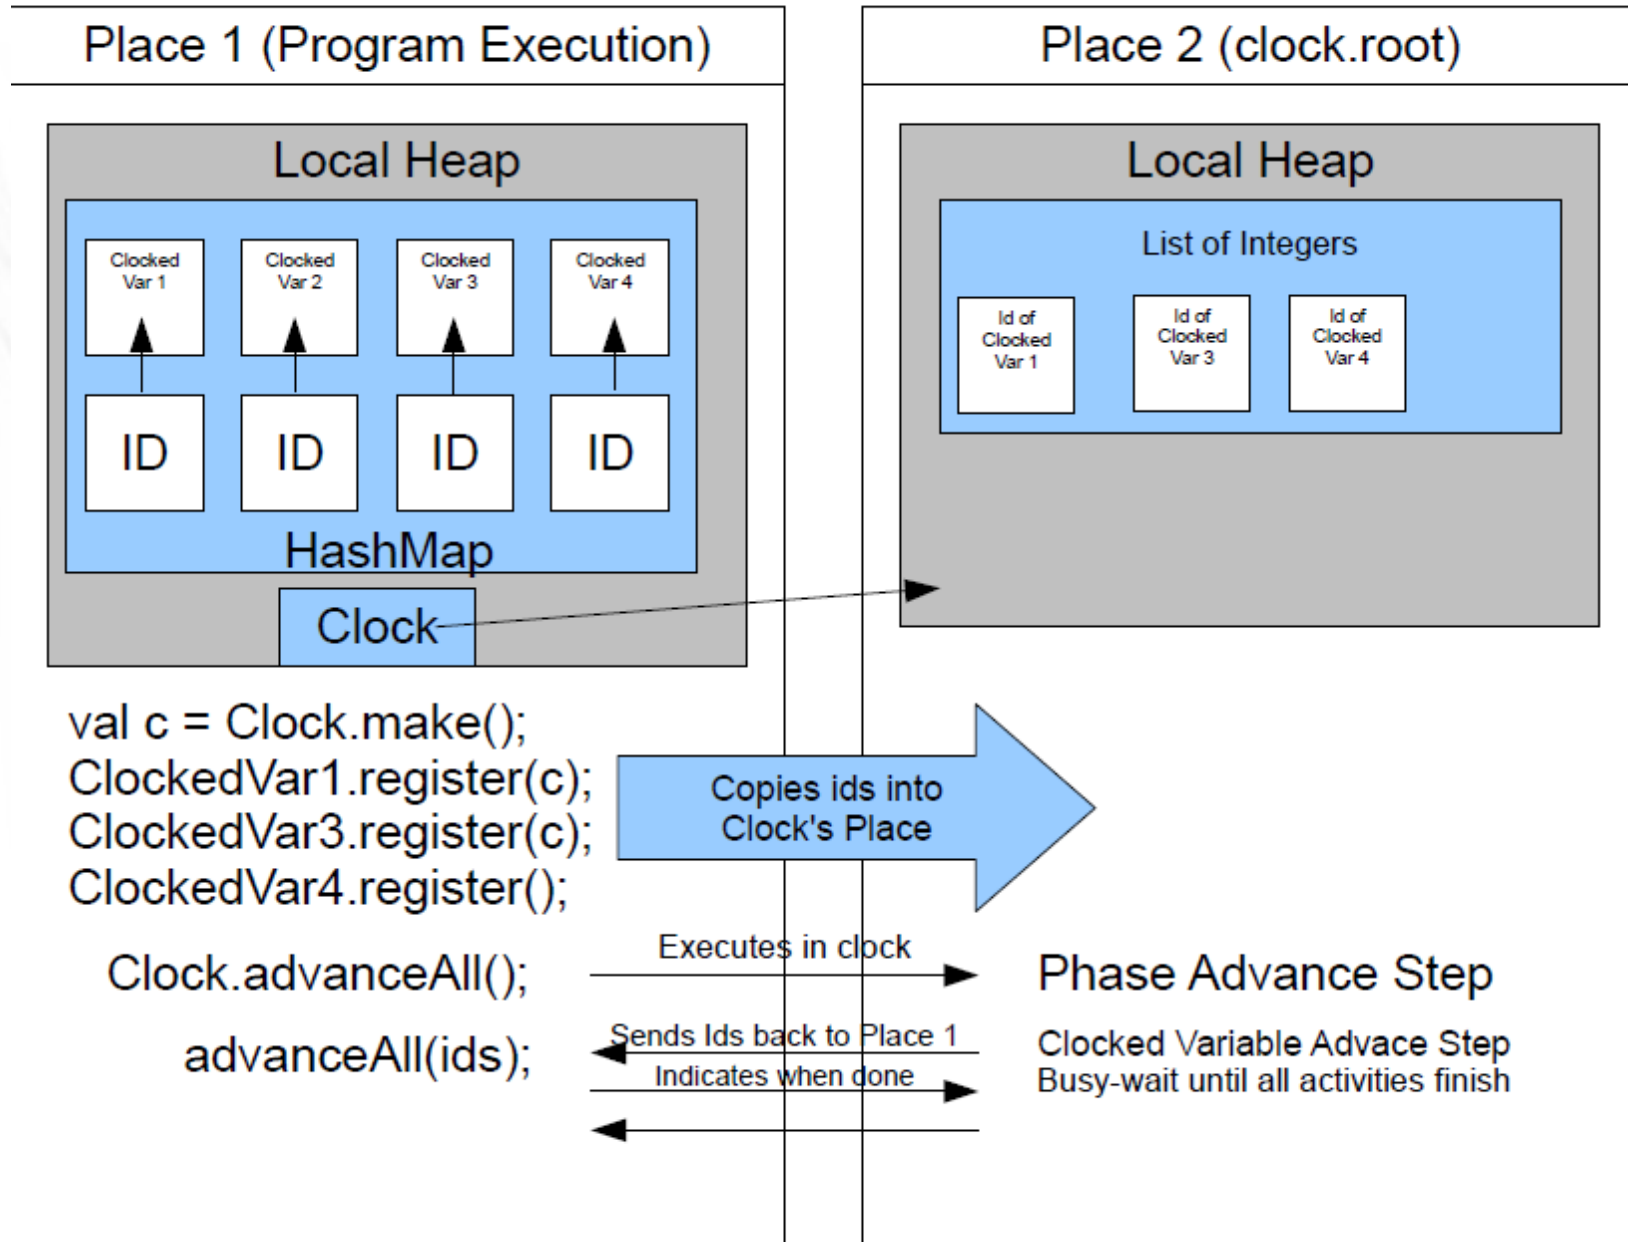 Place 1 (Program Execution)
Place 2 (clock.root)
Local Heap
Clocked
Var 1
Clocked
Var 2
Clocked
Var 3
Clocked
Var 4
ID
ID
ID
ID
HashMap
Clock
Local Heap
List of Integers
Id of
Clocked
Var 1
Id of
Clocked
Var 3
Id of
Clocked
Var 4
val c = Clock.make();
ClockedVar1.register(c);
ClockedVar3.register(c);
ClockedVar4.register();
Copies ids into
Clock's Place
Clock.advanceAll();
Executes in clock
Phase Advance Step
advanceAll(ids);
Sends Ids back to Place 1
Indicates when done
Clocked Variable Advace Step
Busy-wait until all activities finish